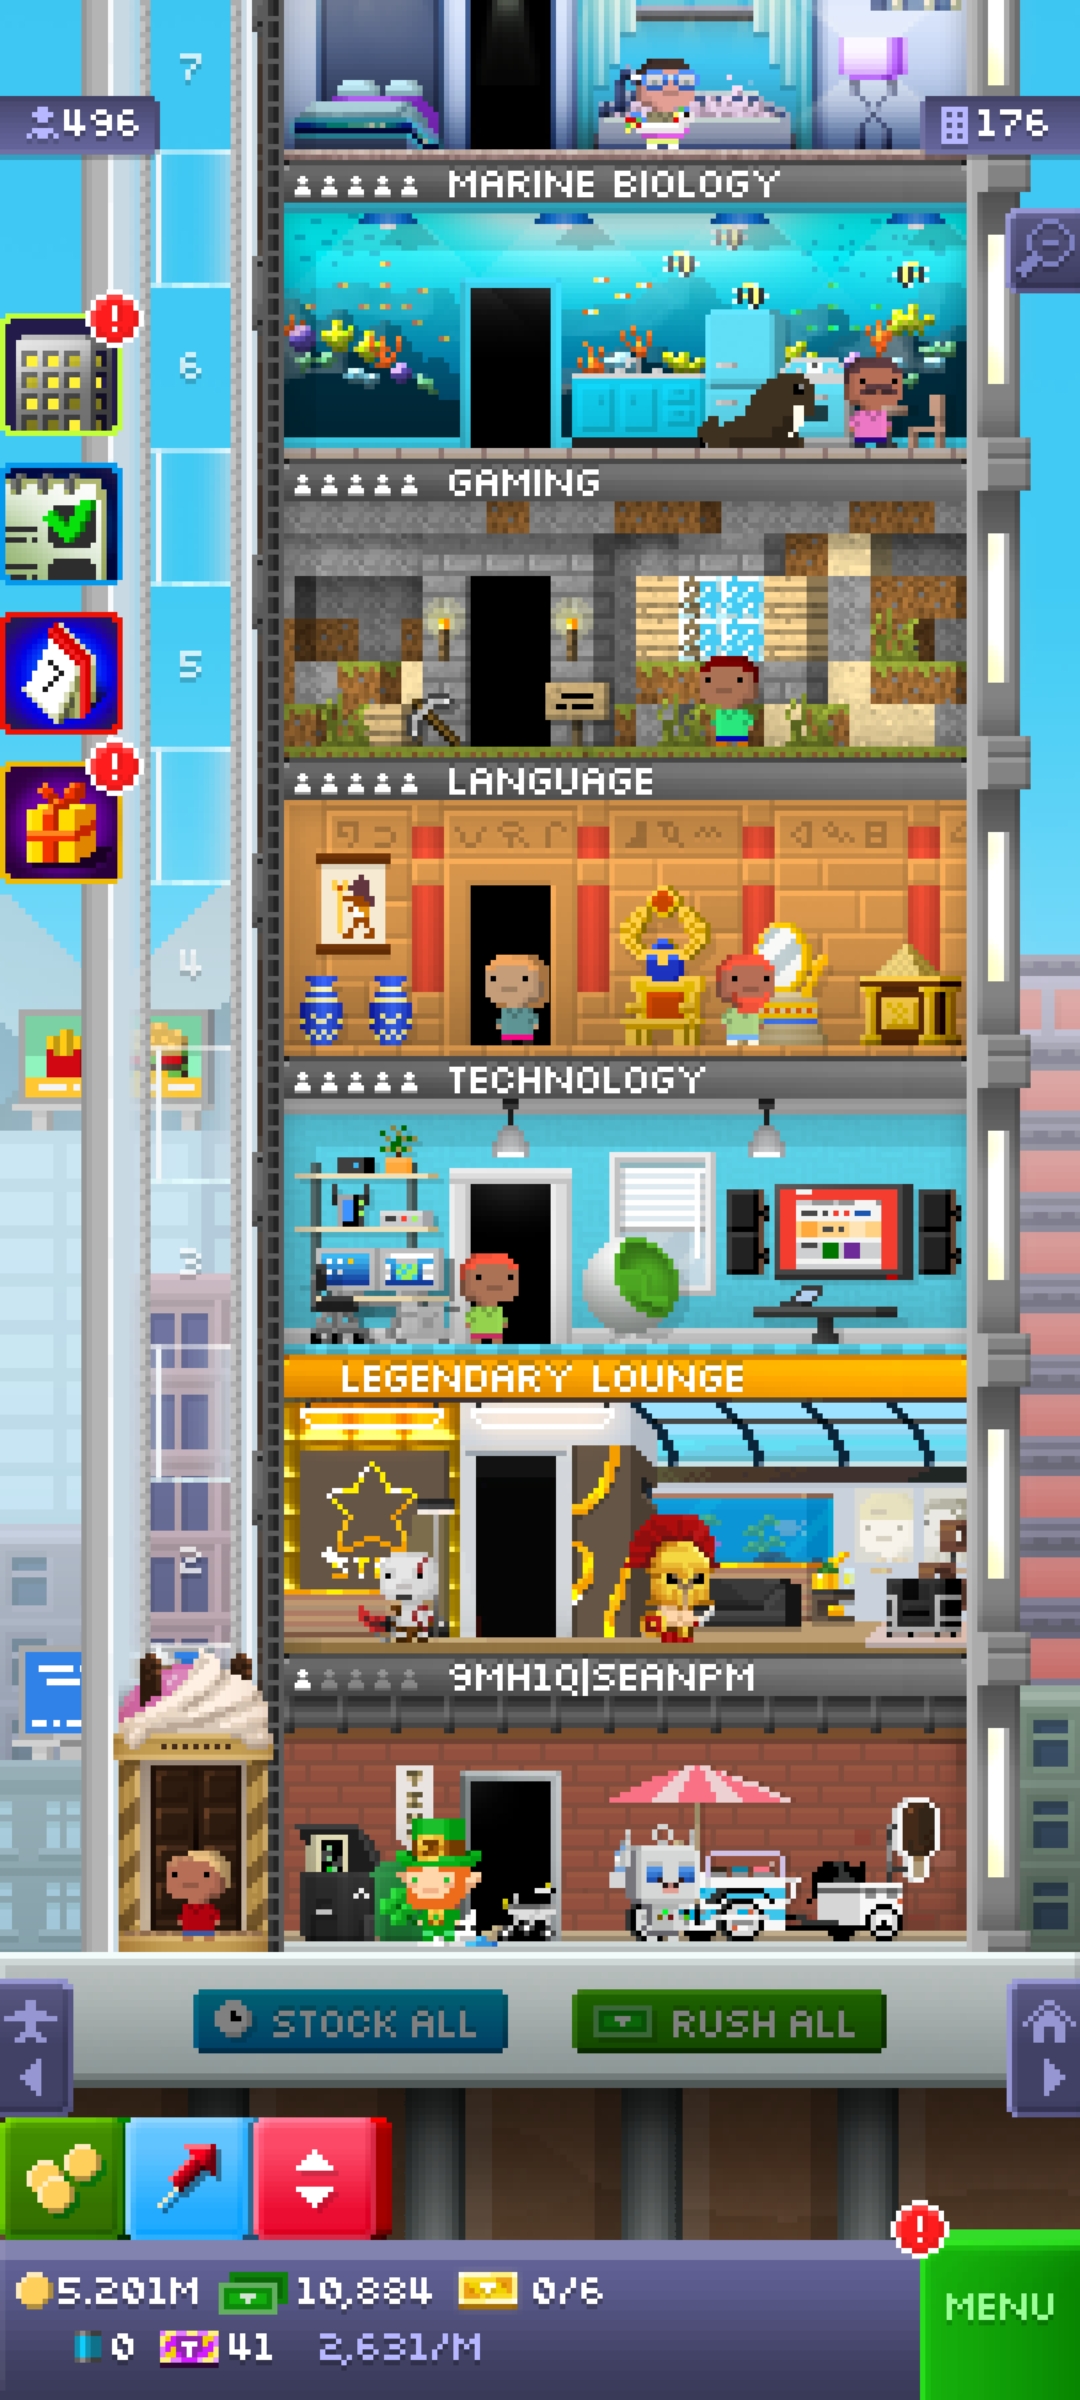 7
496
176
MARINE BIOLOGY
6
GAMING
5
LANGUAGE
4
TECHNOLOGY
3
LEGENDARY LOUNGE
2
9MH1Q|SEANPM
STOCK ALL
RUSH ALL
5.201M 10,884 0/6
0 41 2,631/M
MENU